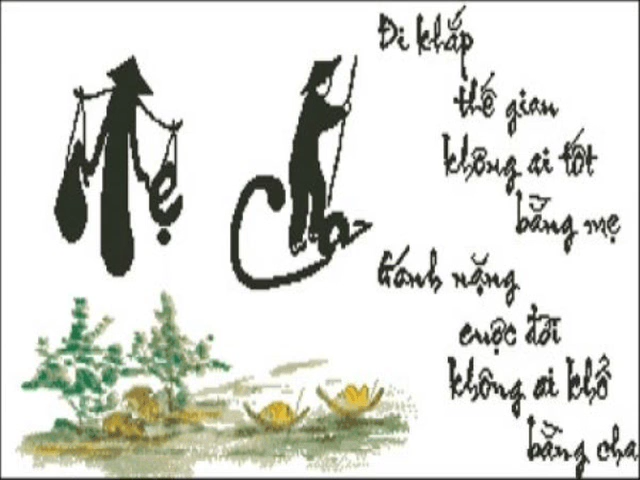 Mẹ Cha
Đi khắp
thế gian
không ai tốt
bằng mẹ
Gánh nặng
cuộc đời
không ai khổ
bằng cha